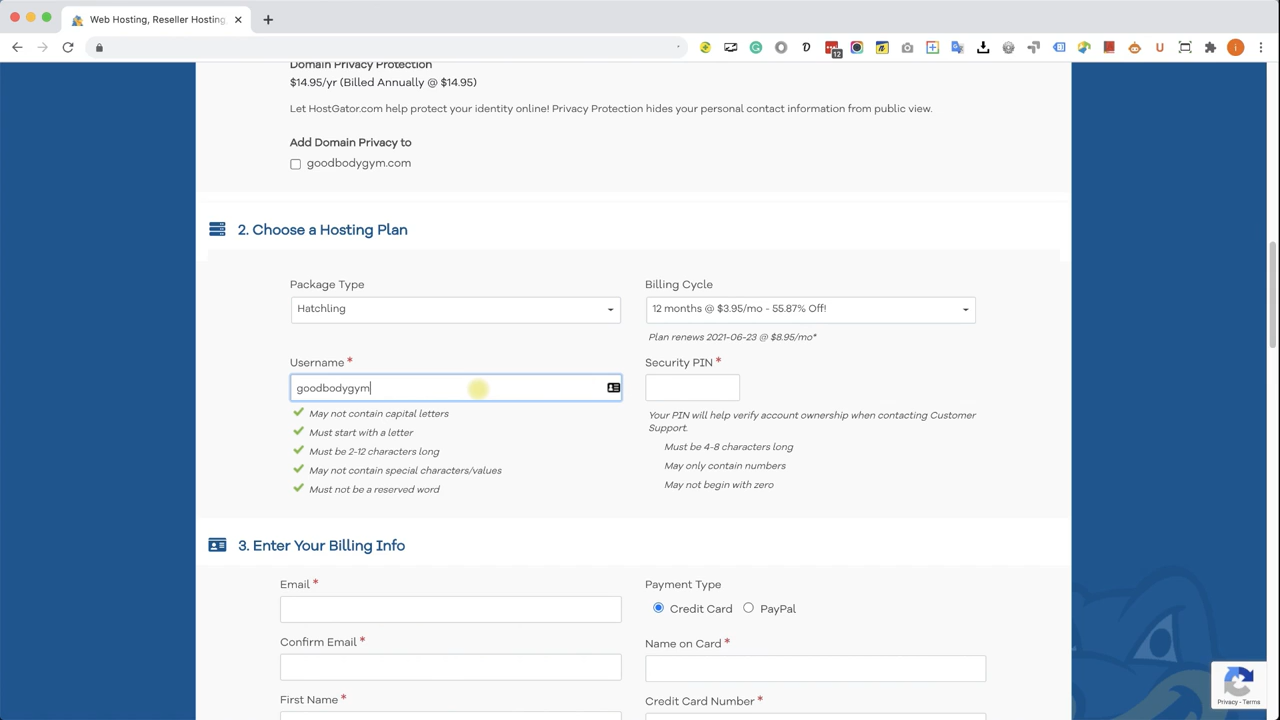 Web Hosting, Reseller Hosting,
12
Domain Privacy Protection
$14.95/yr (Billed Annually @ $14.95)
Let HostGator.com help protect your identity online! Privacy Protection hides your personal contact information from public view.
Add Domain Privacy to
goodbodygym.com
2. Choose a Hosting Plan
Package Type
Billing Cycle
Hatchling
12 months @ $3.95/mo - 55.87% Off!
Plan renews 2021-06-23 @ $8.95/mo*
Username *
Security PIN *
goodbodygym
May not contain capital letters
Must start with a letter
Must be 2-12 characters long
May not contain special characters/values
Must not be a reserved word
Your PIN will help verify account ownership when contacting Customer
Support.
Must be 4-8 characters long
May only contain numbers
May not begin with zero
3. Enter Your Billing Info
Email *
Payment Type
Credit Card
PayPal
Confirm Email *
Name on Card *
First Name *
Credit Card Number *
Privacy - Terms